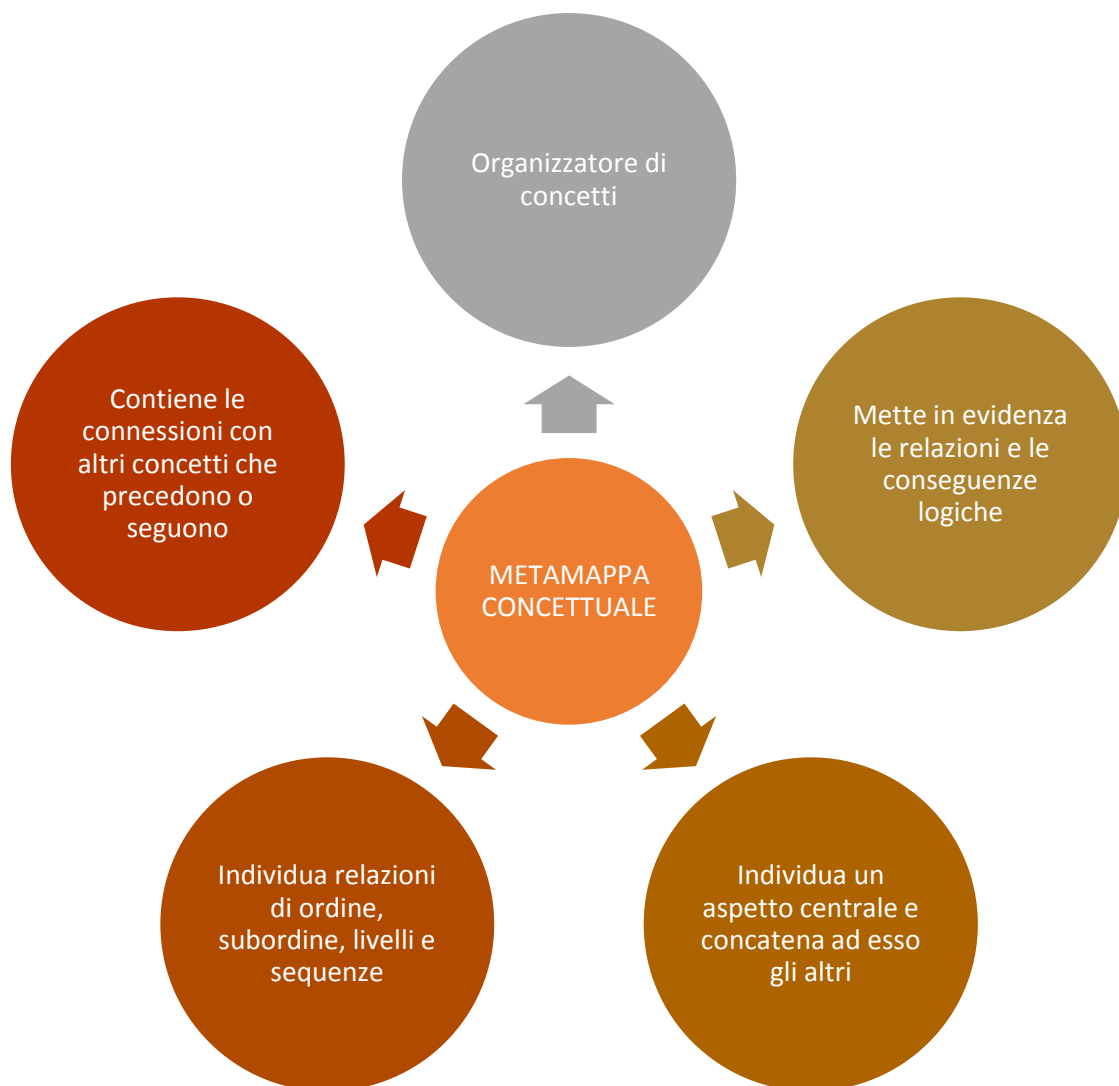 Organizzatore di
concetti
Mette in evidenza
le relazioni e le
conseguenze
logiche
Individua un
aspetto centrale e
concatena ad esso
gli altri
Individua relazioni
di ordine,
subordine, livelli e
sequenze
Contiene le
connessioni con
altri concetti che
precedono o
seguono
METAMAPPA
CONCETTUALE